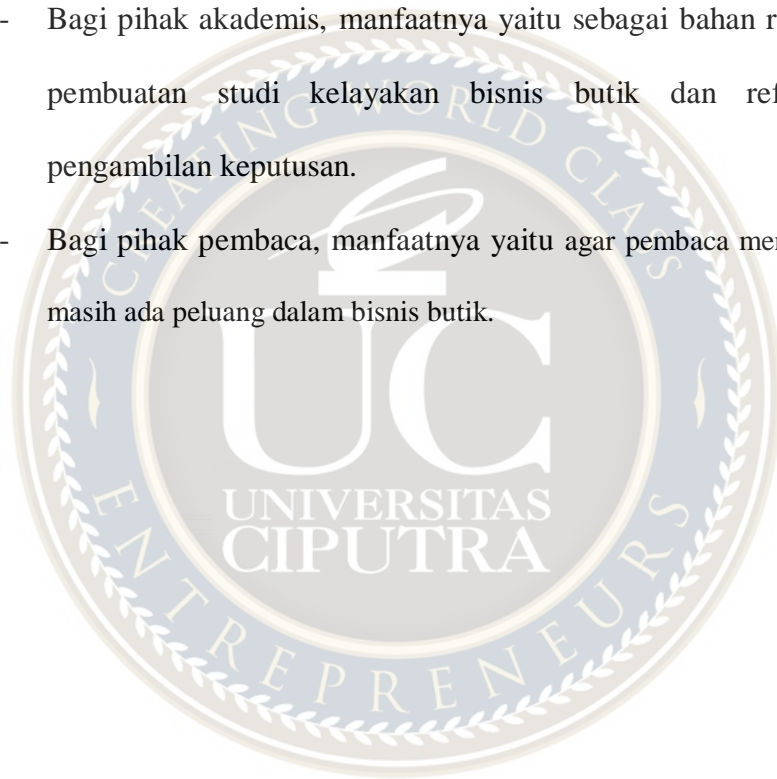 - Bagi pihak akademis, manfaatnya yaitu sebagai bahan
pembuatan studi kelayakan bisnis butik dan
pengambilan keputusan.
- Bagi pihak pembaca, manfaatnya yaitu agar pembaca
masih ada peluang dalam bisnis butik.
CREATING WORLD CLASS
UC
UNIVERSITAS
CIPUTRA
ENTREPRENEURS